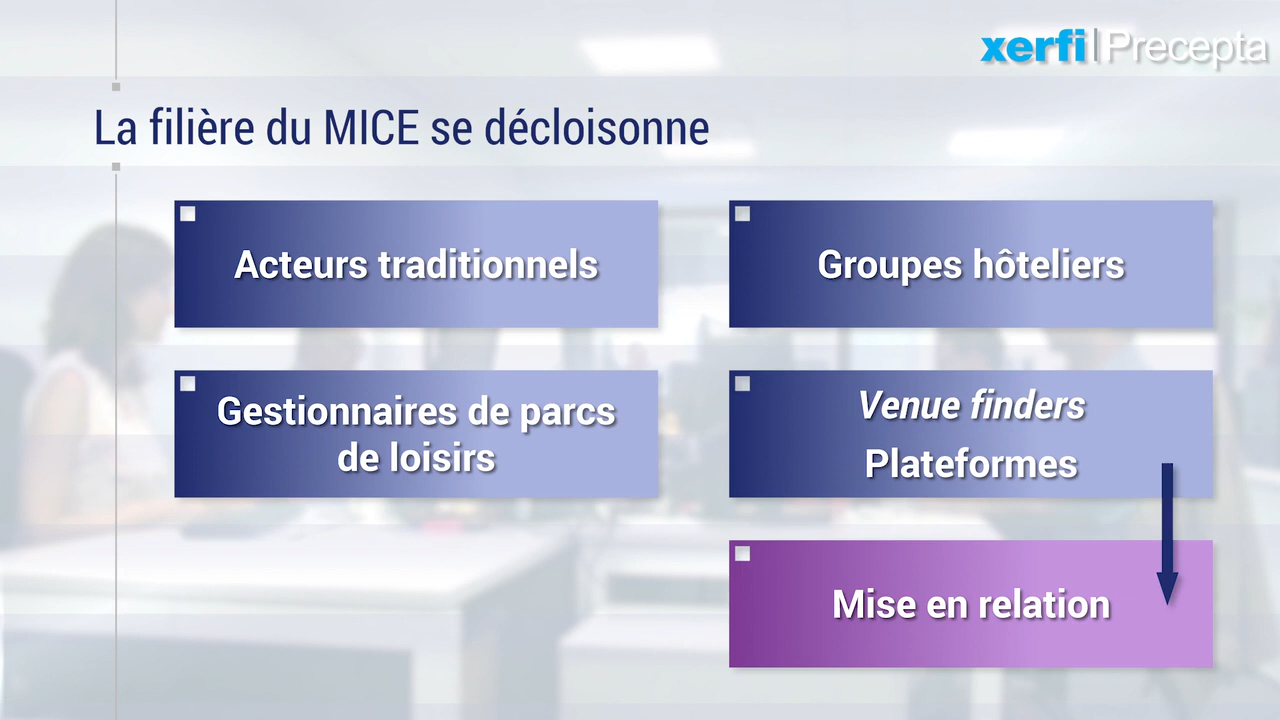 xerfi|Precepta
La filière du MICE se décloisonne
Acteurs traditionnels
Groupes hôteliers
Gestionnaires de parcs
de loisirs
Venue finders
Plateformes
Mise en relation